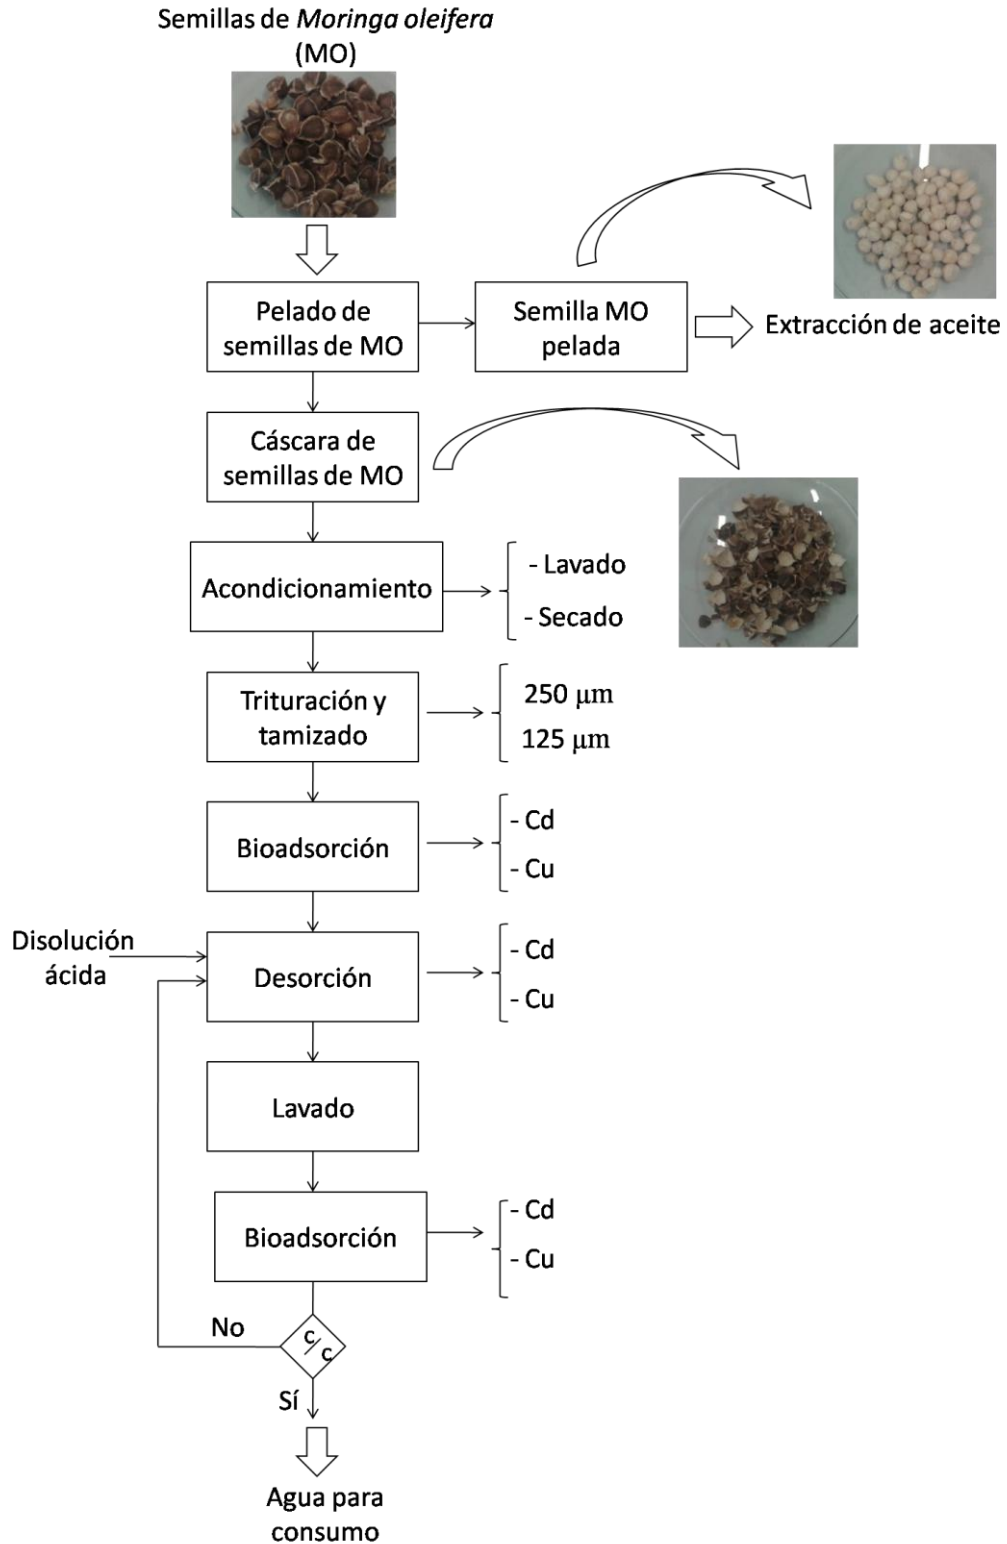 Semillas de Moringa oleifera
(MO)
Pelado de
semillas de MO
Semilla MO
pelada
Extracción de aceite
Cáscara de
semillas de MO
Acondicionamiento
- Lavado
- Secado
Trituración y
tamizado
250 μm
125 μm
Bioadsorción
- Cd
- Cu
Disolución
ácida
Desorción
- Cd
- Cu
Lavado
Bioadsorción
- Cd
- Cu
No
c/c
Sí
Agua para
consumo